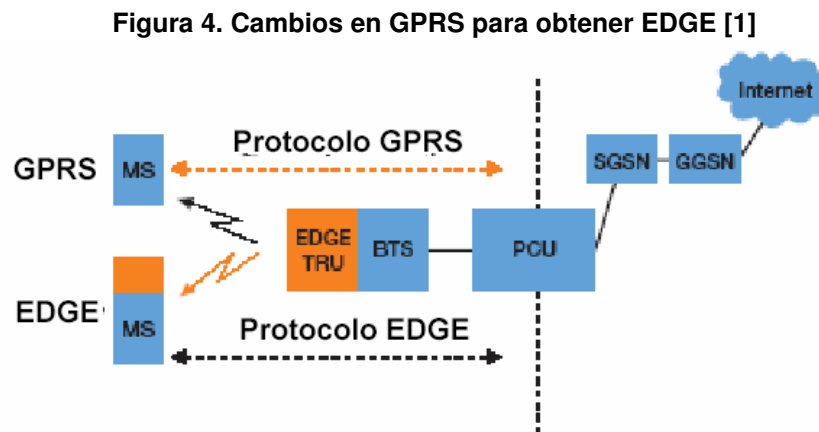 Figura 4. Cambios en GPRS para obtener EDGE [1]
Internet
Protocolo GPRS
GPRS
MS
SGSN
GGSN
EDGE
TRU
BTS
PCU
EDGE
MS
Protocolo EDGE